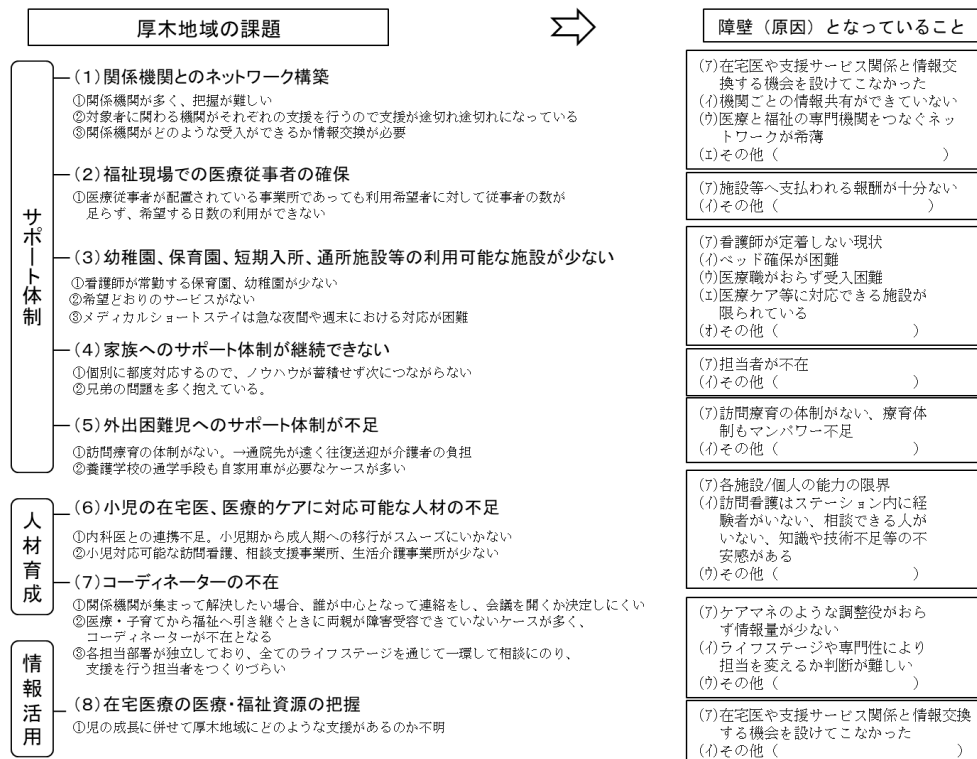 厚木地域の課題
サポート体制
(1)関係機関とのネットワーク構築
①関係機関が多く、把握が難しい
②対象者に関わる機関がそれぞれの支援を行うので支援が途切れ途切れになっている
③関係機関がどのような受入ができるか情報交換が必要
(2)福祉現場での医療従事者の確保
①医療従事者が配置されている事業所であっても利用希望者に対して従事者の数が
足らず、希望する日数の利用ができない
(3)幼稚園、保育園、短期入所、通所施設等の利用可能な施設が少ない
①看護師が常勤する保育園、幼稚園が少ない
②希望どおりのサービスがない
③メディカルショートステイは急な夜間や週末における対応が困難
(4)家族へのサポート体制が継続できない
①個別に都度対応するので、ノウハウが蓄積せず次につながらない
②兄弟の問題を多く抱えている。
(5)外出困難児へのサポート体制が不足
①訪問療育の体制がない。→通院先が遠く往復送迎が介護者の負担
②養護学校の通学手段も自家用車が必要なケースが多い
人材育成
(6)小児の在宅医、医療的ケアに対応可能な人材の不足
①内科医との連携不足。小児期から成人期への移行がスムーズにいかない
②小児対応可能な訪問看護、相談支援事業所、生活介護事業所が少ない
(7)コーディネーターの不在
①関係機関が集まって解決したい場合、誰が中心となって連絡をし、会議を開くか決定しにくい
②医療・子育てから福祉へ引き継ぐときに両親が障害受容できていないケースが多く、
コーディネーターが不在となる
③各担当部署が独立しており、全てのライフステージを通じて一環して相談にのり、
支援を行う担当者をつくりづらい
情報活用
(8)在宅医療の医療・福祉資源の把握
①児の成長に併せて厚木地域にどのような支援があるのか不明
障壁（原因）となっていること
(ｱ)在宅医や支援サービス関係と情報交
換する機会を設けてこなかった
(ｲ)機関ごとの情報共有ができていない
(ｳ)医療と福祉の専門機関をつなぐネッ
トワークが希薄
(ｴ)その他（　　　　　　　　）
(ｱ)施設等へ支払われる報酬が十分ない
(ｲ)その他（　　　　　　　　）
(ｱ)看護師が定着しない現状
(ｲ)ベッド確保が困難
(ｳ)医療職がおらず受入困難
(ｴ)医療ケア等に対応できる施設が
限られている
(ｵ)その他（　　　　　　　　）
(ｱ)担当者が不在
(ｲ)その他（　　　　　　　　）
(ｱ)訪問療育の体制がない、療育体
制もマンパワー不足
(ｲ)その他（　　　　　　　　）
(ｱ)各施設/個人の能力の限界
(ｲ)訪問看護はステーション内に経
験者がいない、相談できる人が
いない、知識や技術不足等の不
安感がある
(ｳ)その他（　　　　　　　　）
(ｱ)ケアマネのような調整役がおら
ず情報量が少ない
(ｲ)ライフステージや専門性により
担当を変えるか判断が難しい
(ｳ)その他（　　　　　　　　）
(ｱ)在宅医や支援サービス関係と情報交換
する機会を設けてこなかった
(ｲ)その他（　　　　　　　　）